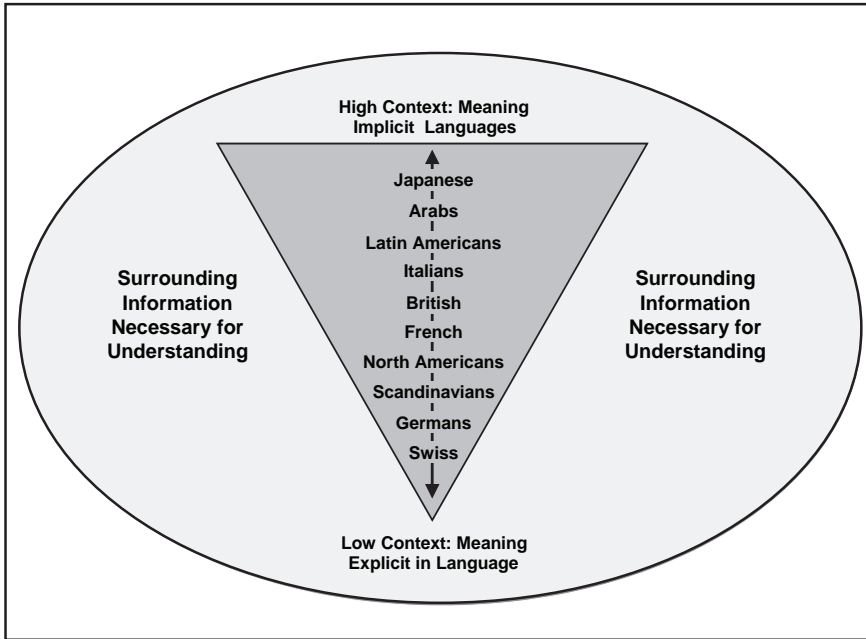 High Context: Meaning
Implicit Languages
Japanese
Arabs
Latin Americans
Italians
British
French
North Americans
Scandinavians
Germans
Swiss
Surrounding
Information
Necessary for
Understanding
Surrounding
Information
Necessary for
Understanding
Low Context: Meaning
Explicit in Language